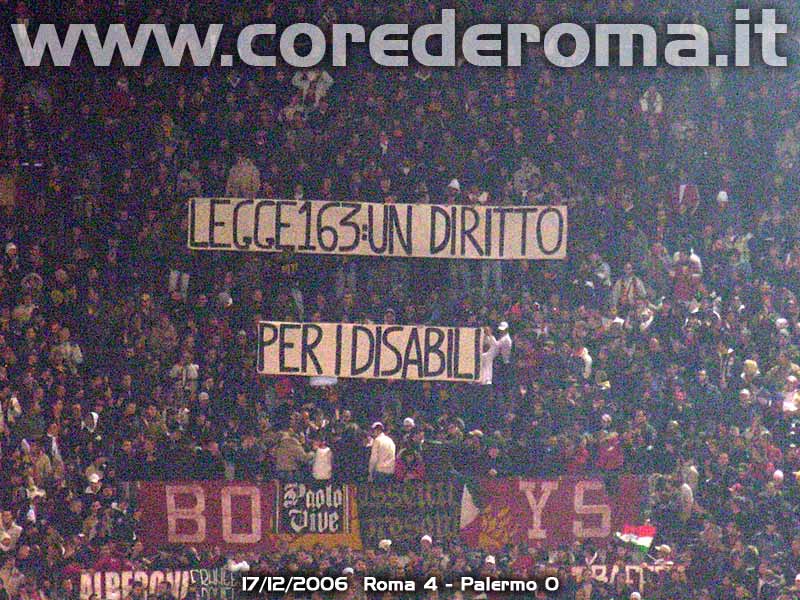 www.corederoma.it
LEGGE163:UN DIRITTO
PER I DISABILI
BO Paolo Vive YS
17/12/2006 Roma 4 - Palermo 0